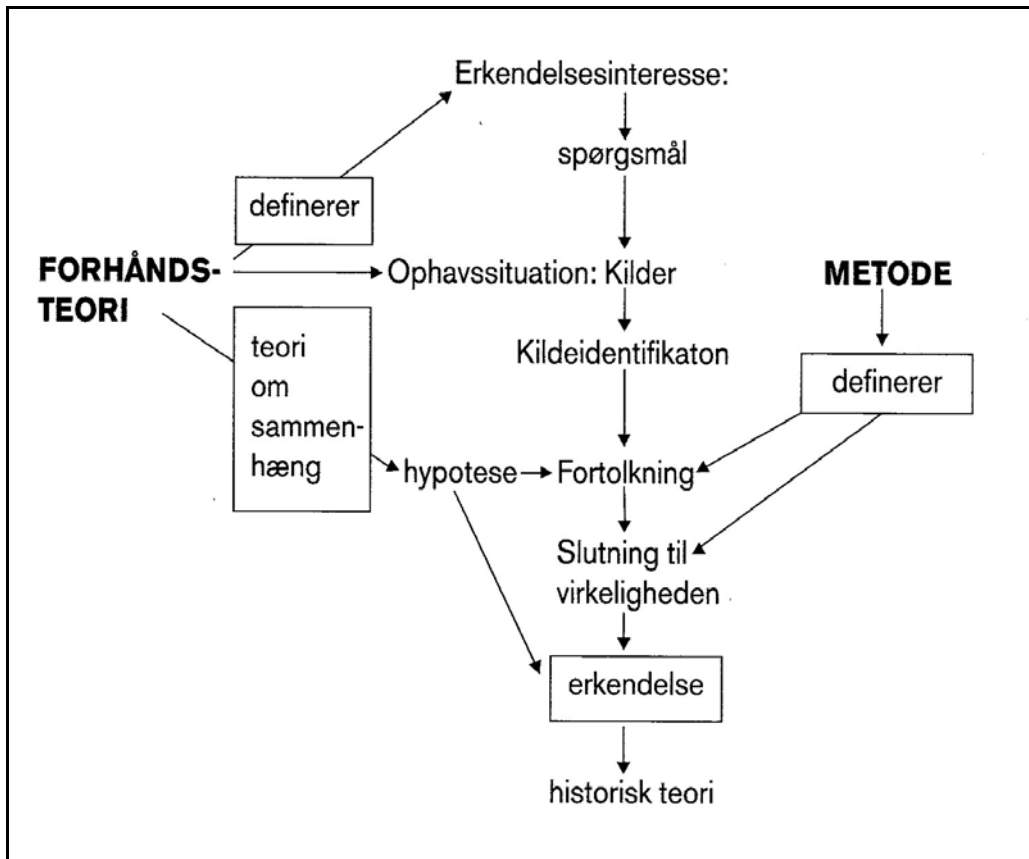 Erkendelsesinteresse:
spørgsmål
definerer
FORHÅNDS-
TEORI
Ophavssituation: Kilder
METODE
teori
om
sammen-
hæng
Kildeidentifikaton
definerer
hypotese
Fortolkning
Slutning til
virkeligheden
erkendelse
historisk teori